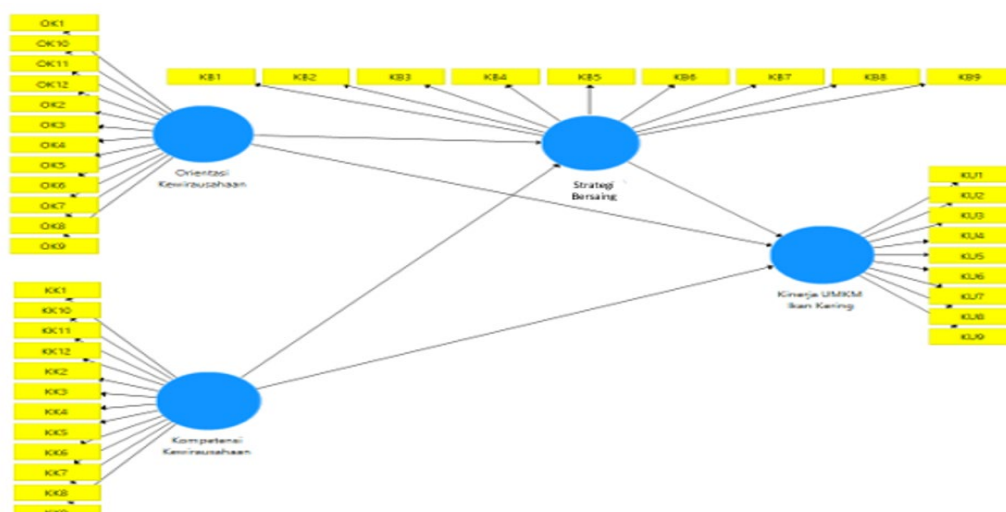 OK1
OK10
OK11
OK12
OK2
OK3
OK4
OK5
OK6
OK7
OK8
OK9
Orientasi
Kewirausahaan
KB1 KB2 KB3 KB4 KB5 KB6 KB7 KB8 KB9
Strategi
Bersaing
KU1
KU2
KU3
KU4
KU5
KU6
KU7
KU8
KU9
Kinerja UMKM
Ikan Kering
KK1
KK10
KK11
KK12
KK2
KK3
KK4
KK5
KK6
KK7
KK8
Kompetensi
Kewirausahaan